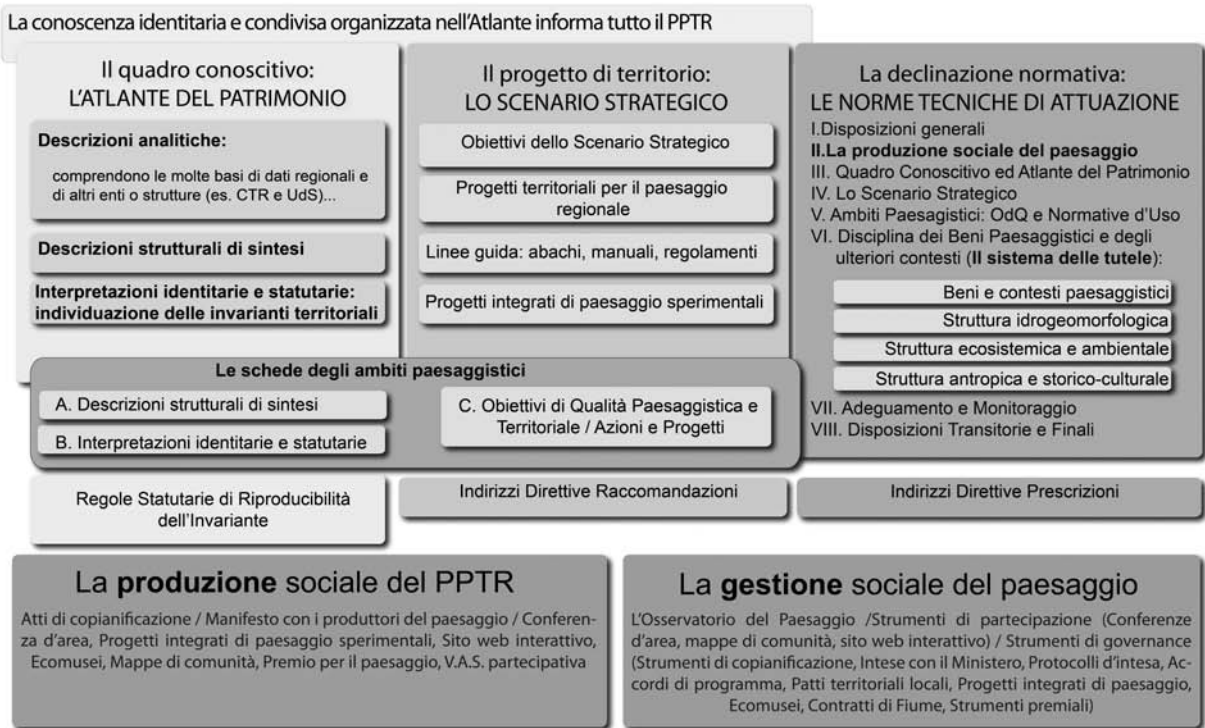 La conoscenza identitaria e condivisa organizzata nell'Atlante informa tutto il PPTR
Il quadro conoscitivo:
L'ATLANTE DEL PATRIMONIO
Descrizioni analitiche:
comprendono le molte basi di dati regionali e
di altri enti o strutture (es. CTR e UdS)...
Descrizioni strutturali di sintesi
Interpretazioni identitarie e statutarie:
individuazione delle invarianti territoriali
Il progetto di territorio:
LO SCENARIO STRATEGICO
Obiettivi dello Scenario Strategico
Progetti territoriali per il paesaggio
regionale
Linee guida: abachi, manuali, regolamenti
Progetti integrati di paesaggio sperimentali
La declinazione normativa:
LE NORME TECNICHE DI ATTUAZIONE
I.Disposizioni generali
II.La produzione sociale del paesaggio
III. Quadro Conoscitivo ed Atlante del Patrimonio
IV. Lo Scenario Strategico
V. Ambiti Paesagistici: OdQ e Normative d'Uso
VI. Disciplina dei Beni Paesaggistici e degli
ulteriori contesti (Il sistema delle tutele):
Beni e contesti paesaggistici
Struttura idrogeomorfologica
Struttura ecosistemica e ambientale
Struttura antropica e storico-culturale
VII. Adeguamento e Monitoraggio
VIII. Disposizioni Transitorie e Finali
Le schede degli ambiti paesaggistici
A. Descrizioni strutturali di sintesi
B. Interpretazioni identitarie e statutarie
C. Obiettivi di Qualità Paesaggistica e
Territoriale / Azioni e Progetti
Regole Statutarie di Riproducibilità
dell'Invariante
Indirizzi Direttive Raccomandazioni
Indirizzi Direttive Prescrizioni
La produzione sociale del PPTR
Atti di copianificazione / Manifesto con i produttori del paesaggio / Conferen-
za d'area, Progetti integrati di paesaggio sperimentali, Sito web interattivo,
Ecomusei, Mappe di comunità, Premio per il paesaggio, V.A.S. partecipativa
La gestione sociale del paesaggio
L'Osservatorio del Paesaggio /Strumenti di partecipazione (Conferenze
d'area, mappe di comunità, sito web interattivo) / Strumenti di governance
(Strumenti di copianificazione, Intese con il Ministero, Protocolli d'intesa, Ac-
cordi di programma, Patti territoriali locali, Progetti integrati di paesaggio,
Ecomusei, Contratti di Fiume, Strumenti premiali)